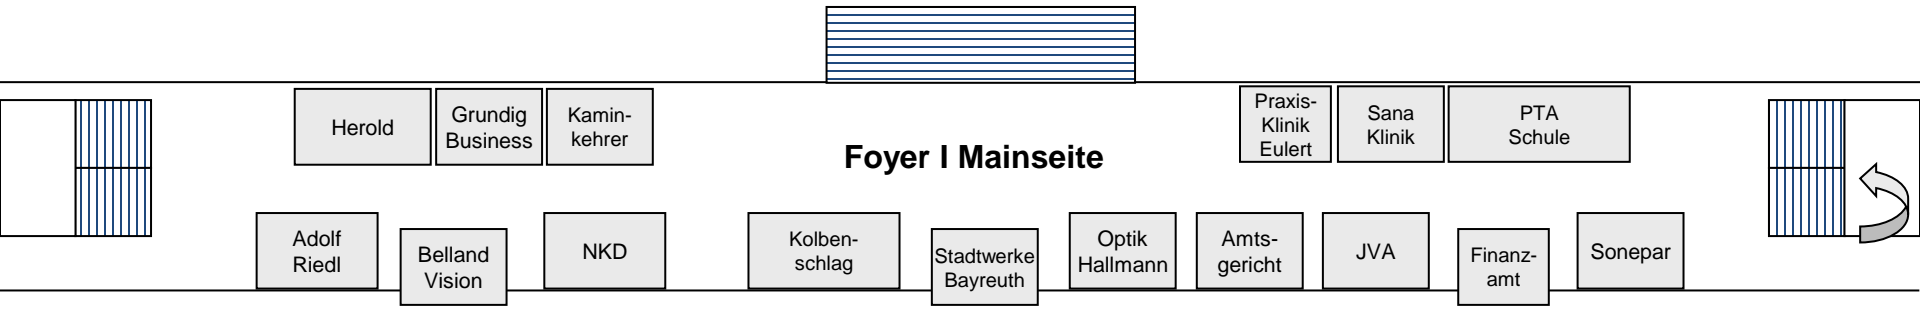 Herold
Grundig
Business
Kamin-
kehrer
Praxis-
Klinik
Eulert
Sana
Klinik
PTA
Schule
Foyer I Mainseite
Adolf
Riedl
Belland
Vision
NKD
Kolben-
schlag
Stadtwerke
Bayreuth
Optik
Hallmann
Amts-
gericht
JVA
Finanz-
amt
Sonepar